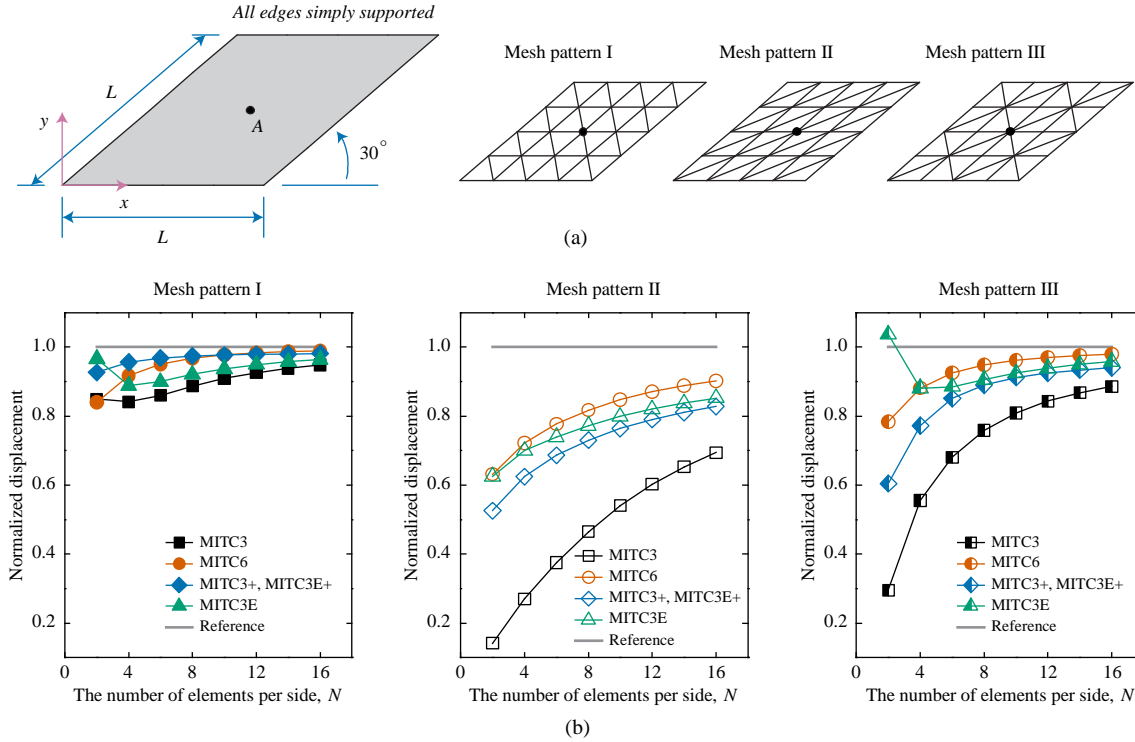 All edges simply supported
L
y
A
30°
x
L
Mesh pattern I
Mesh pattern II
Mesh pattern III
(a)
Mesh pattern I
Normalized displacement
1.0
0.8
0.6
0.4
0.2
0 4 8 12 16
The number of elements per side, N
MITC3
MITC6
MITC3+, MITC3E+
MITC3E
Reference
Mesh pattern II
Normalized displacement
1.0
0.8
0.6
0.4
0.2
0 4 8 12 16
The number of elements per side, N
MITC3
MITC6
MITC3+, MITC3E+
MITC3E
Reference
Mesh pattern III
Normalized displacement
1.0
0.8
0.6
0.4
0.2
0 4 8 12 16
The number of elements per side, N
MITC3
MITC6
MITC3+, MITC3E+
MITC3E
Reference
(b)